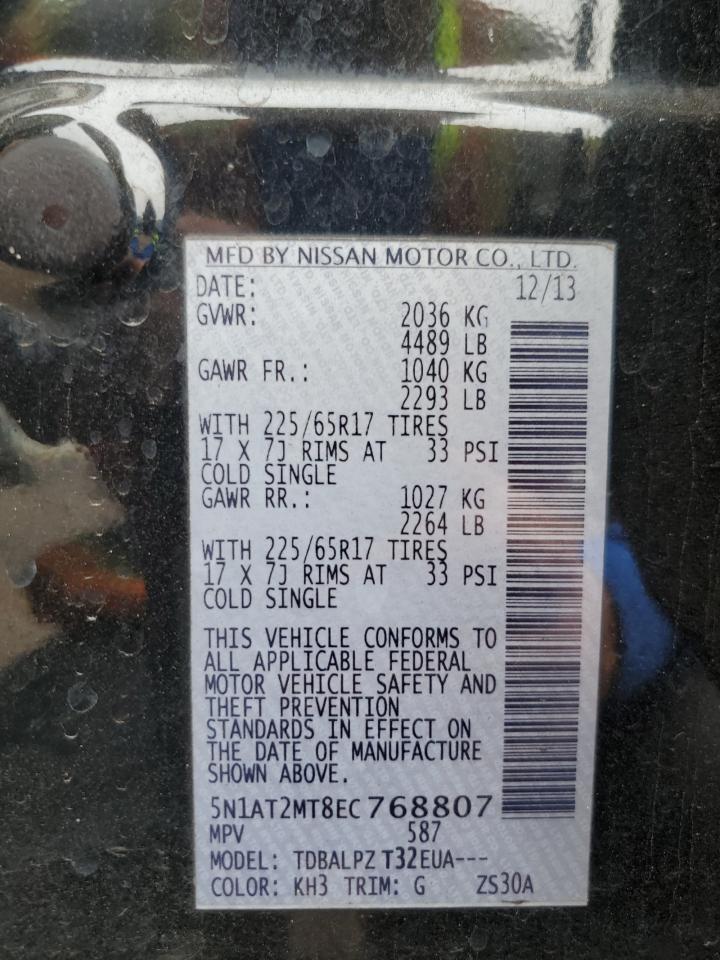 MFD BY NISSAN MOTOR CO., LTD.
DATE: 12/13
GVWR: 2036 KG
4489 LB
GAWR FR.: 1040 KG
2293 LB
WITH 225/65R17 TIRES
17 X 7J RIMS AT 33 PSI
COLD SINGLE
GAWR RR.: 1027 KG
2264 LB
WITH 225/65R17 TIRES
17 X 7J RIMS AT 33 PSI
COLD SINGLE
THIS VEHICLE CONFORMS TO
ALL APPLICABLE FEDERAL
MOTOR VEHICLE SAFETY AND
THEFT PREVENTION
STANDARDS IN EFFECT ON
THE DATE OF MANUFACTURE
SHOWN ABOVE.
5N1AT2MT8EC768807
MPV 587
MODEL: TDBALPZ T32EUA---
COLOR: KH3 TRIM: G ZS30A